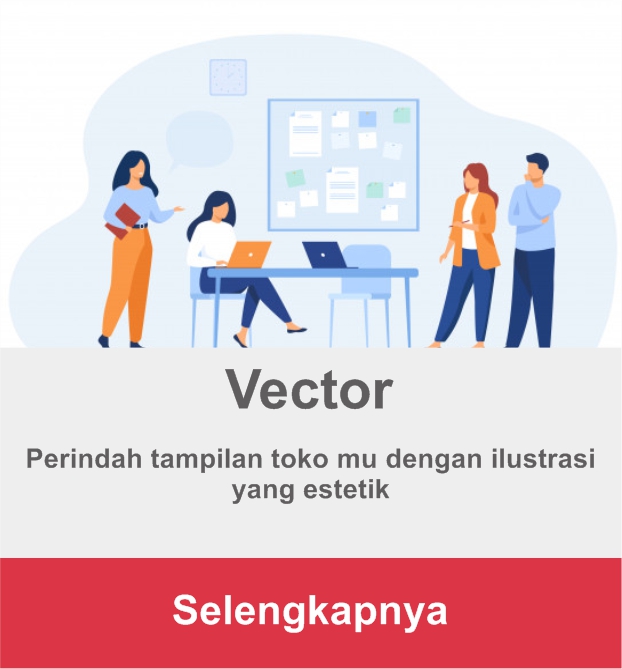 Vector
Perindah tampilan toko mu dengan ilustrasi
yang estetik
Selengkapnya